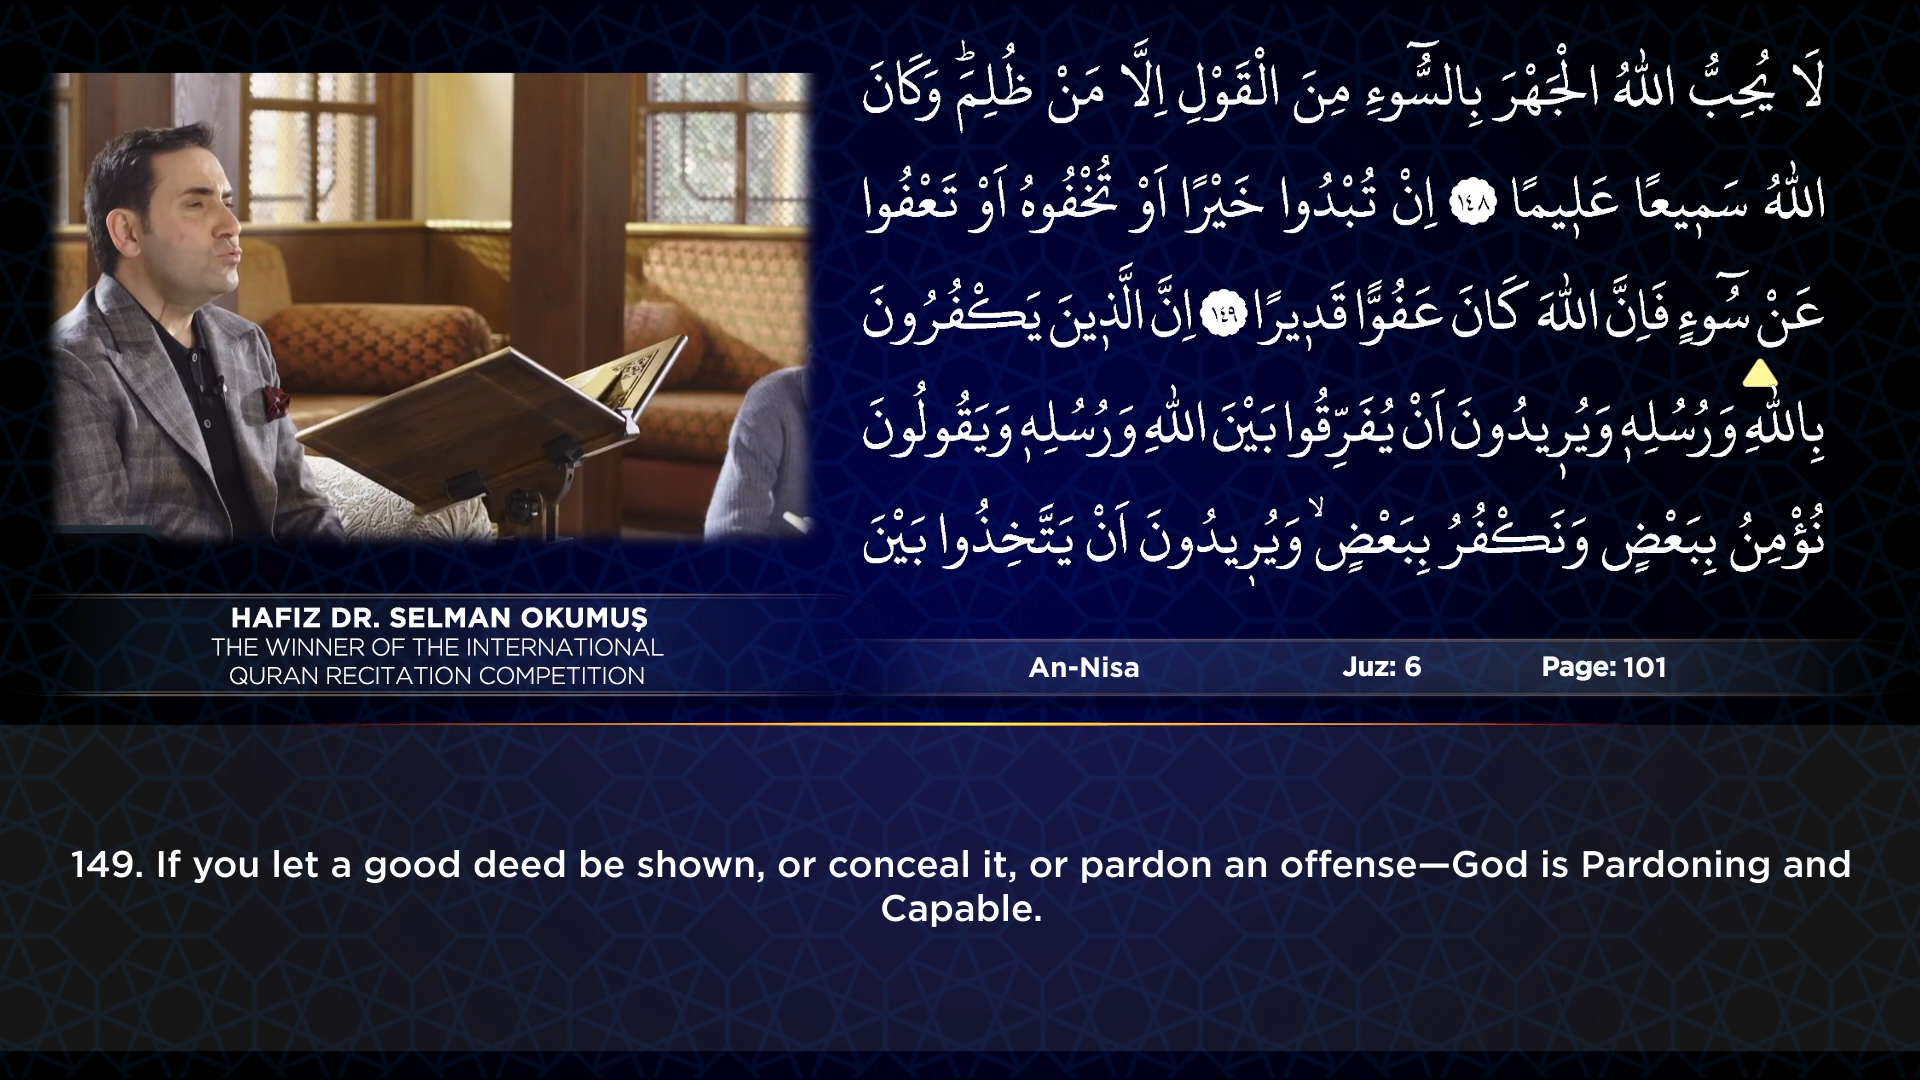 لَا يُحِبُّ اللّٰهُ الْجَهْرَ بِالسُّٓوءِ مِنَ الْقَوْلِ اِلَّا مَنْ ظُلِمَۜ وَكَانَ
اللّٰهُ سَم۪يعًا عَل۪يمًا ﴿١٤٨﴾ اِنْ تُبْدُوا خَيْرًا اَوْ تُخْفُوهُ اَوْ تَعْفُوا
عَنْ سُٓوءٍ فَاِنَّ اللّٰهَ كَانَ عَفُوًّا قَد۪يرًا ﴿١٤٩﴾ اِنَّ الَّذ۪ينَ يَكْفُرُونَ
بِاللّٰهِ وَرُسُلِه۪ وَيُر۪يدُونَ اَنْ يُفَرِّقُوا بَيْنَ اللّٰهِ وَرُسُلِه۪ وَيَقُولُونَ
نُؤْمِنُ بِبَعْضٍ وَنَكْفُرُ بِبَعْضٍۙ وَيُر۪يدُونَ اَنْ يَتَّخِذُوا بَيْنَ
HAFIZ DR. SELMAN OKUMUŞ
THE WINNER OF THE INTERNATIONAL
QURAN RECITATION COMPETITION
An-Nisa Juz: 6 Page: 101
149. If you let a good deed be shown, or conceal it, or pardon an offense—God is Pardoning and
Capable.